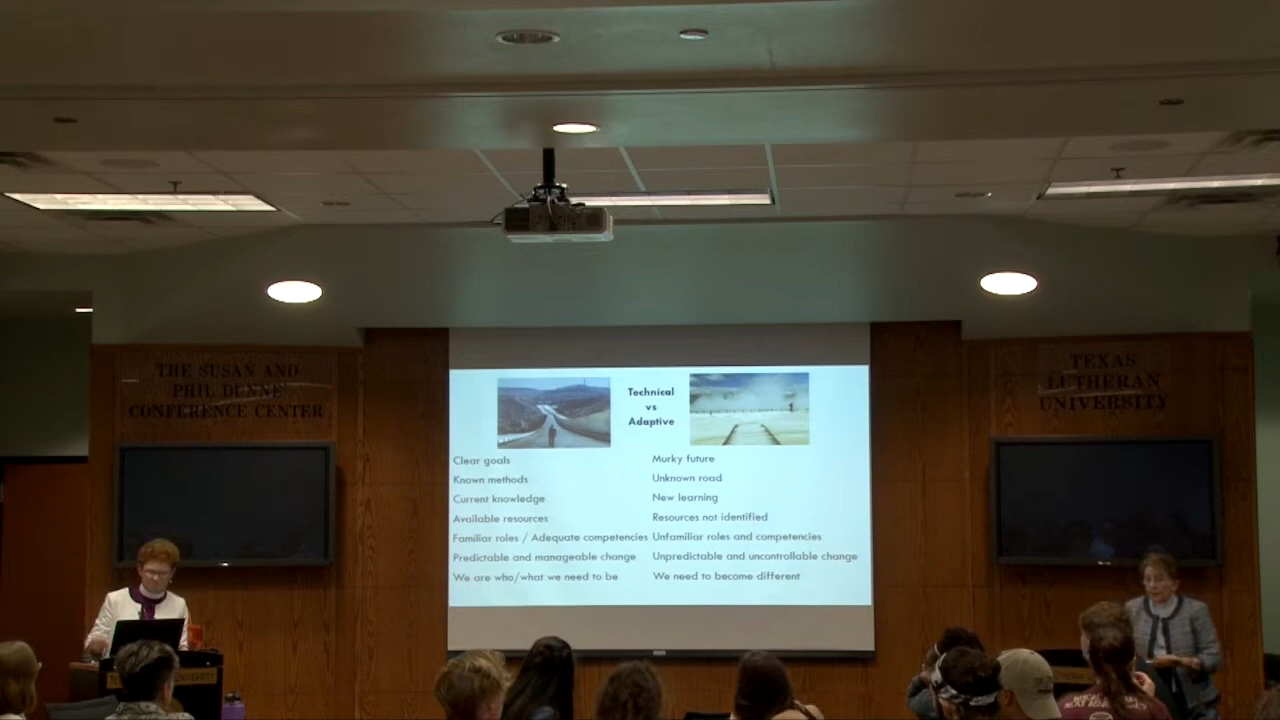 THE SUSAN AND
PHIL DUNNE
CONFERENCE CENTER
TEXAS
LUTHERAN
UNIVERSITY
Technical
vs
Adaptive
Clear goals
Murky future
Known methods
Unknown road
Current knowledge
New learning
Available resources
Resources not identified
Familiar roles / Adequate competencies
Unfamiliar roles and competencies
Predictable and manageable change
Unpredictable and uncontrollable change
We are who/what we need to be
We need to become different
UNIVERSITY